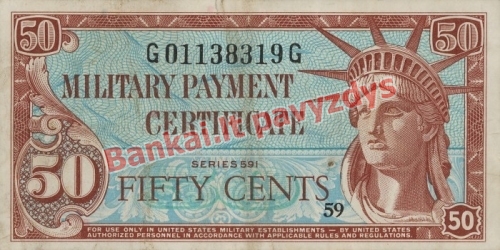 50
50
G01138319G
MILITARY PAYMENT
CERTIFICATE
Bankai.lt pavyzdys
SERIES 591
50
FIFTY CENTS
59
50
FOR USE ONLY IN UNITED STATES MILITARY ESTABLISHMENTS — BY UNITED STATES
AUTHORIZED PERSONNEL IN ACCORDANCE WITH APPLICABLE RULES AND REGULATIONS.